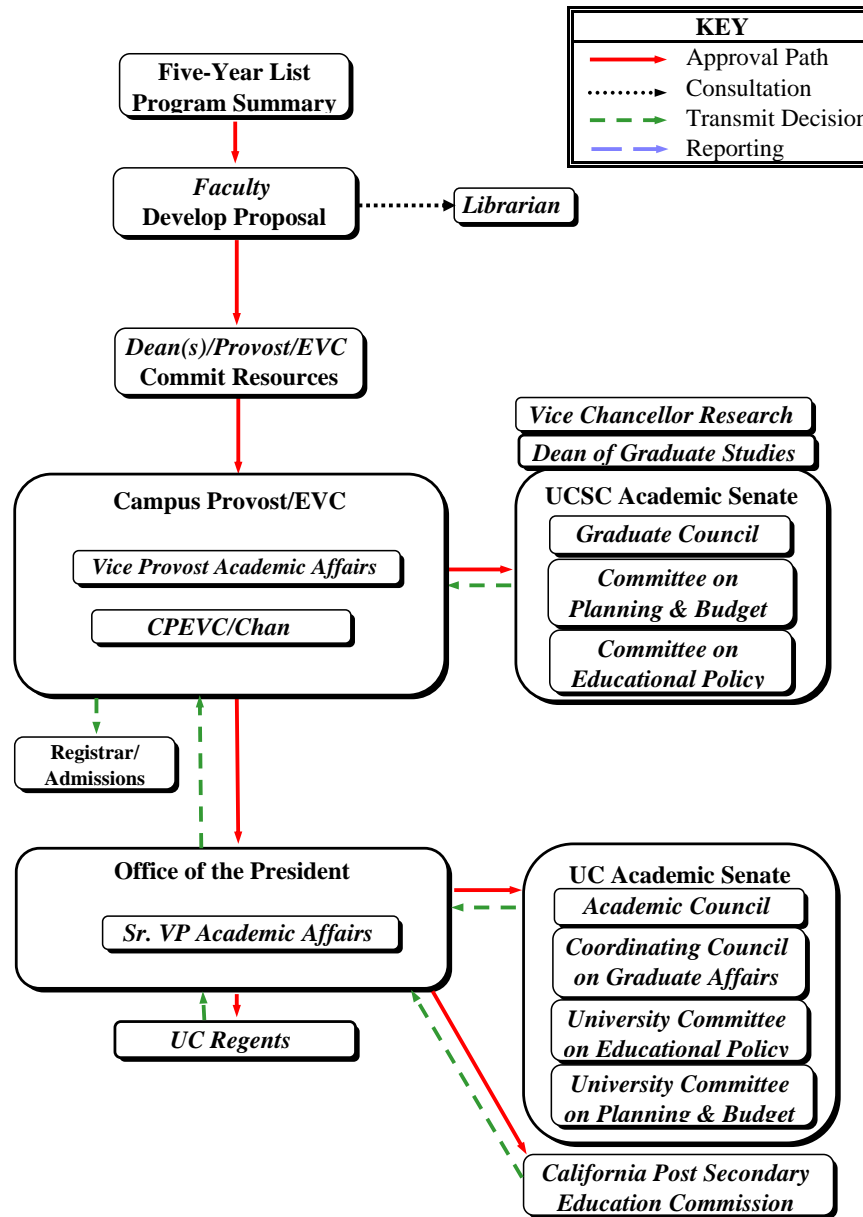 KEY
Approval Path
Consultation
Transmit Decision
Reporting
Five-Year List
Program Summary
Faculty
Develop Proposal
Librarian
Dean(s)/Provost/EVC
Commit Resources
Vice Chancellor Research
Dean of Graduate Studies
Campus Provost/EVC
Vice Provost Academic Affairs
CPEVC/Chan
UCSC Academic Senate
Graduate Council
Committee on
Planning & Budget
Committee on
Educational Policy
Registrar/
Admissions
Office of the President
Sr. VP Academic Affairs
UC Academic Senate
Academic Council
Coordinating Council
on Graduate Affairs
University Committee
on Educational Policy
University Committee
on Planning & Budget
UC Regents
California Post Secondary
Education Commission